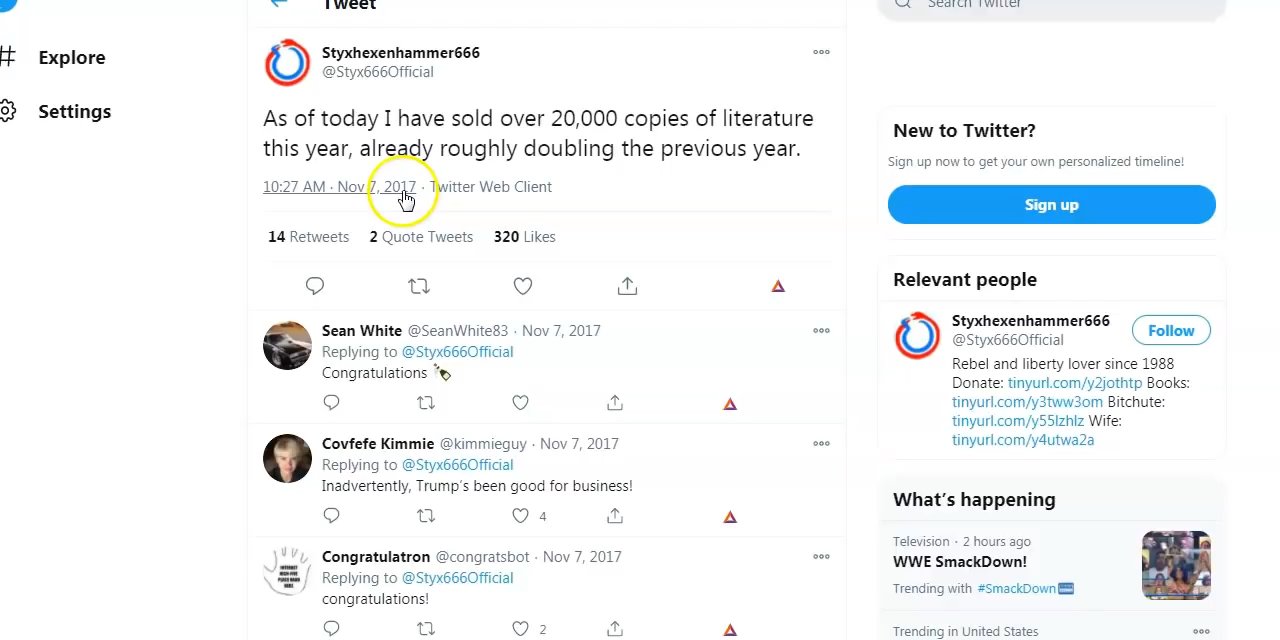 Tweet
Search Twitter
Explore
Settings
Styxhexenhammer666
@Styx666Official
As of today I have sold over 20,000 copies of literature
this year, already roughly doubling the previous year.
10:27 AM · Nov 7, 2017 · Twitter Web Client
14 Retweets 2 Quote Tweets 320 Likes
Sean White @SeanWhite83 · Nov 7, 2017
Replying to @Styx666Official
Congratulations 🍾
Covfefe Kimmie @kimmieguy · Nov 7, 2017
Replying to @Styx666Official
Inadvertently, Trump's been good for business!
4
Congratulatron @congratsbot · Nov 7, 2017
Replying to @Styx666Official
congratulations!
2
New to Twitter?
Sign up now to get your own personalized timeline!
Sign up
Relevant people
Styxhexenhammer666
@Styx666Official
Follow
Rebel and liberty lover since 1988
Donate: tinyurl.com/y2jothtp Books:
tinyurl.com/y3tww3om Bitchute:
tinyurl.com/y55lzhlz Wife:
tinyurl.com/y4utwa2a
What's happening
Television · 2 hours ago
WWE SmackDown!
Trending with #SmackDown
Trending in United States